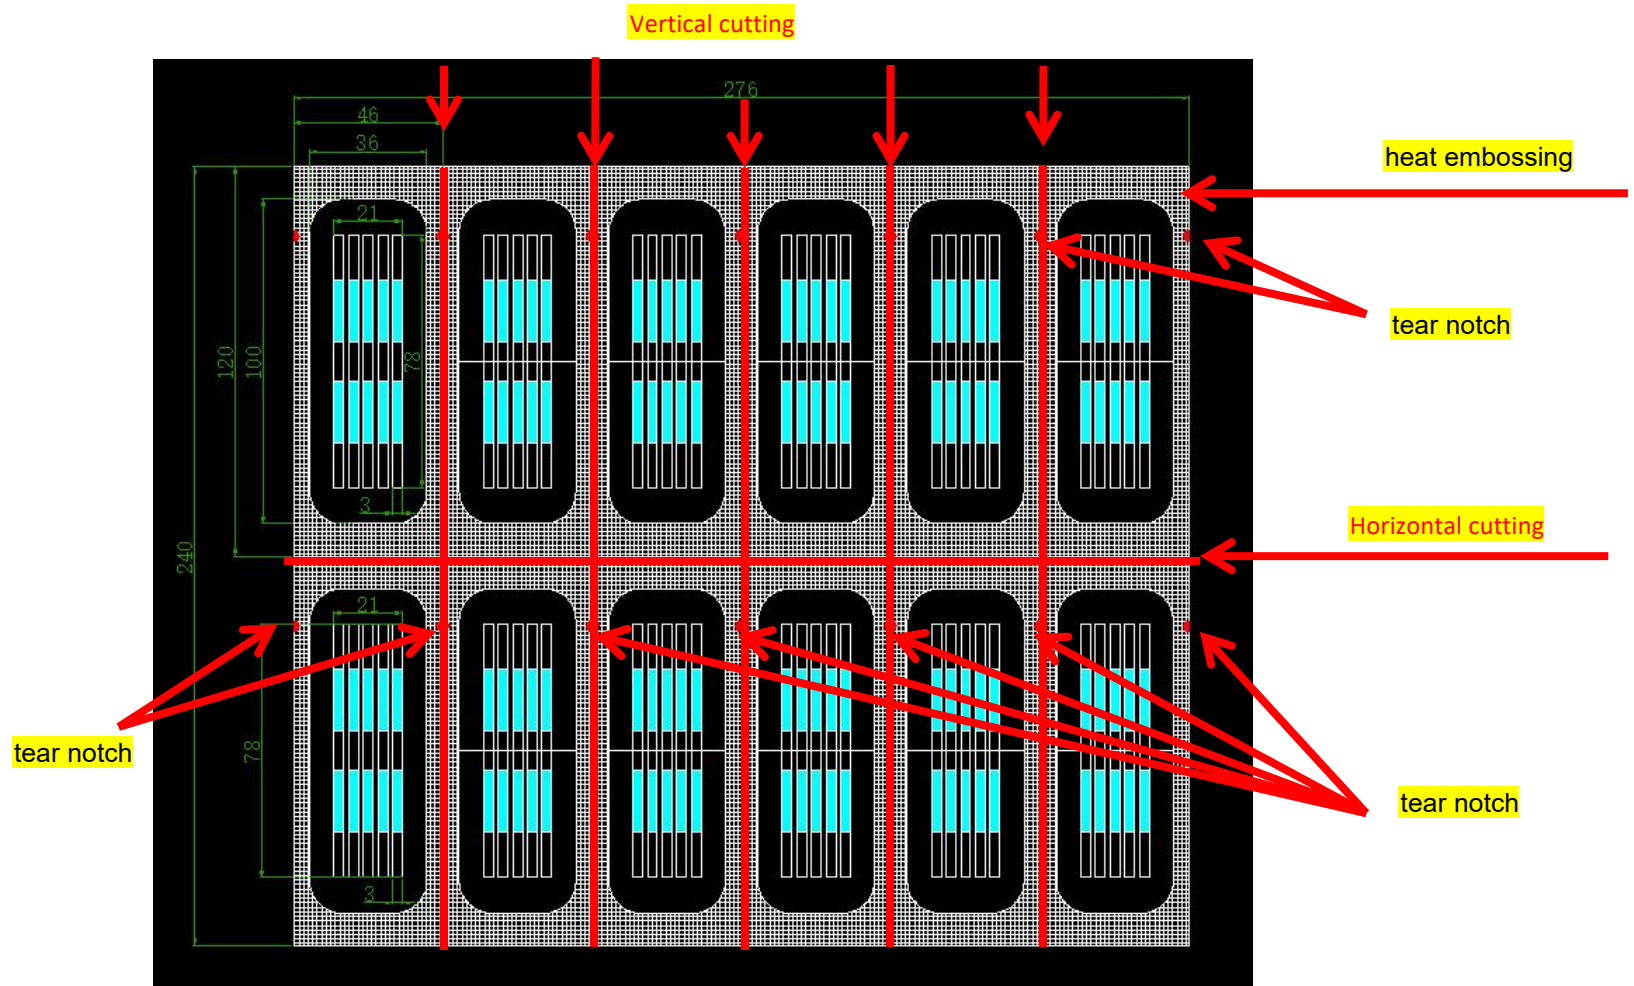 Vertical cutting
276
46
36
heat embossing
21
tear notch
120
100
78
3
Horizontal cutting
240
21
tear notch
78
tear notch
3